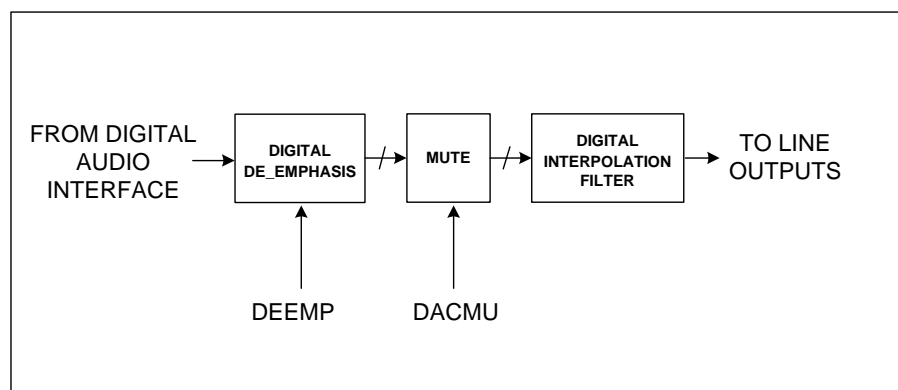 FROM DIGITAL
AUDIO
INTERFACE
DIGITAL
DE_EMPHASIS
MUTE
DIGITAL
INTERPOLATION
FILTER
TO LINE
OUTPUTS
DEEMP
DACMU